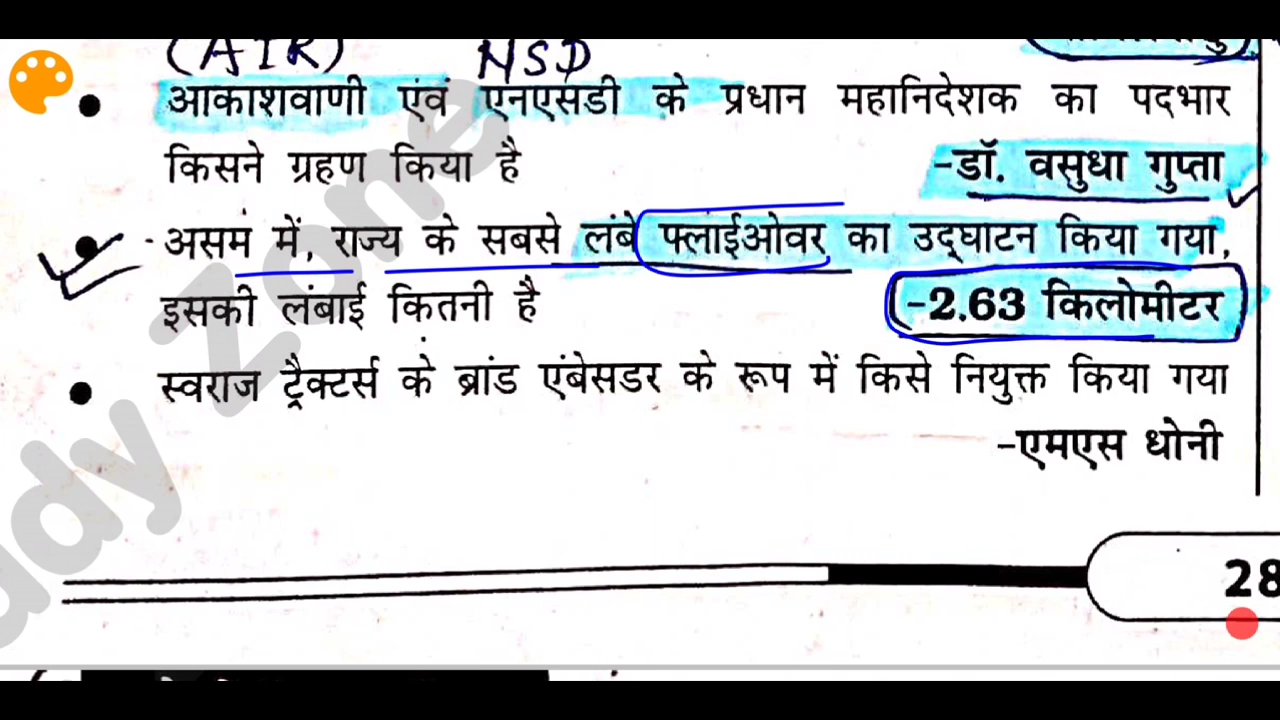 (AIR) NSD
• आकाशवाणी एवं एनएसडी के प्रधान महानिदेशक का पदभार
किसने ग्रहण किया है -डॉ. वसुधा गुप्ता
• असम में, राज्य के सबसे लंबे फ्लाईओवर का उद्घाटन किया गया,
इसकी लंबाई कितनी है -2.63 किलोमीटर
• स्वराज ट्रैक्टर्स के ब्रांड एंबेसडर के रूप में किसे नियुक्त किया गया
-एमएस धोनी
28